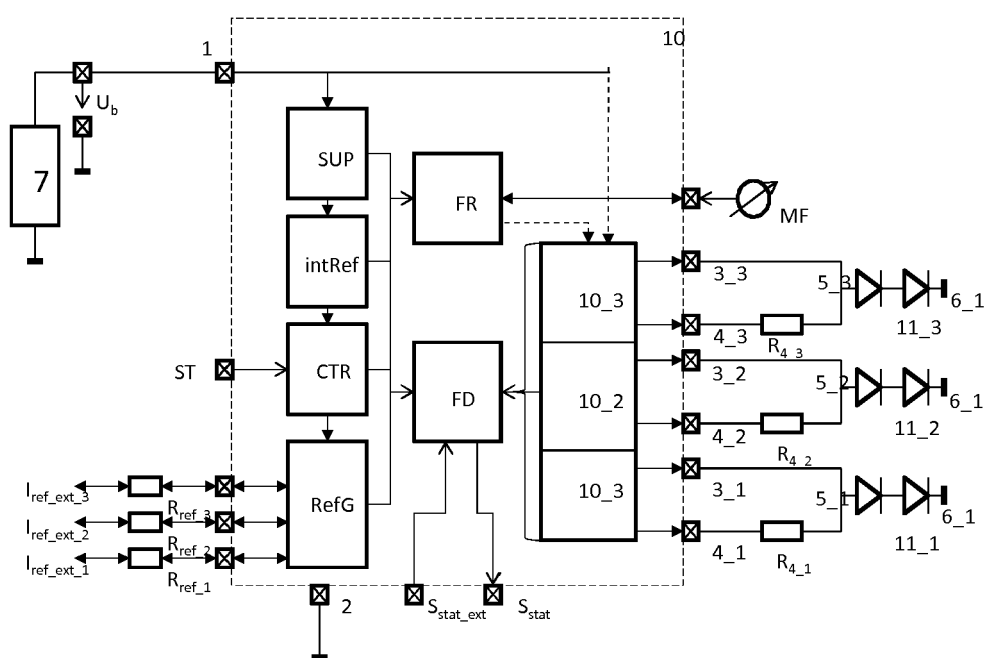 1
10
U_b
7
SUP
FR
MF
intRef
10_3
3_3
5_3
6_1
11_3
4_3
R_4_3
ST
CTR
FD
10_2
3_2
5_2
6_1
11_2
4_2
R_4_2
I_ref_ext_3
R_ref_3
RefG
10_3
3_1
5_1
6_1
11_1
I_ref_ext_2
R_ref_2
4_1
R_4_1
I_ref_ext_1
R_ref_1
2
S_stat_ext
S_stat